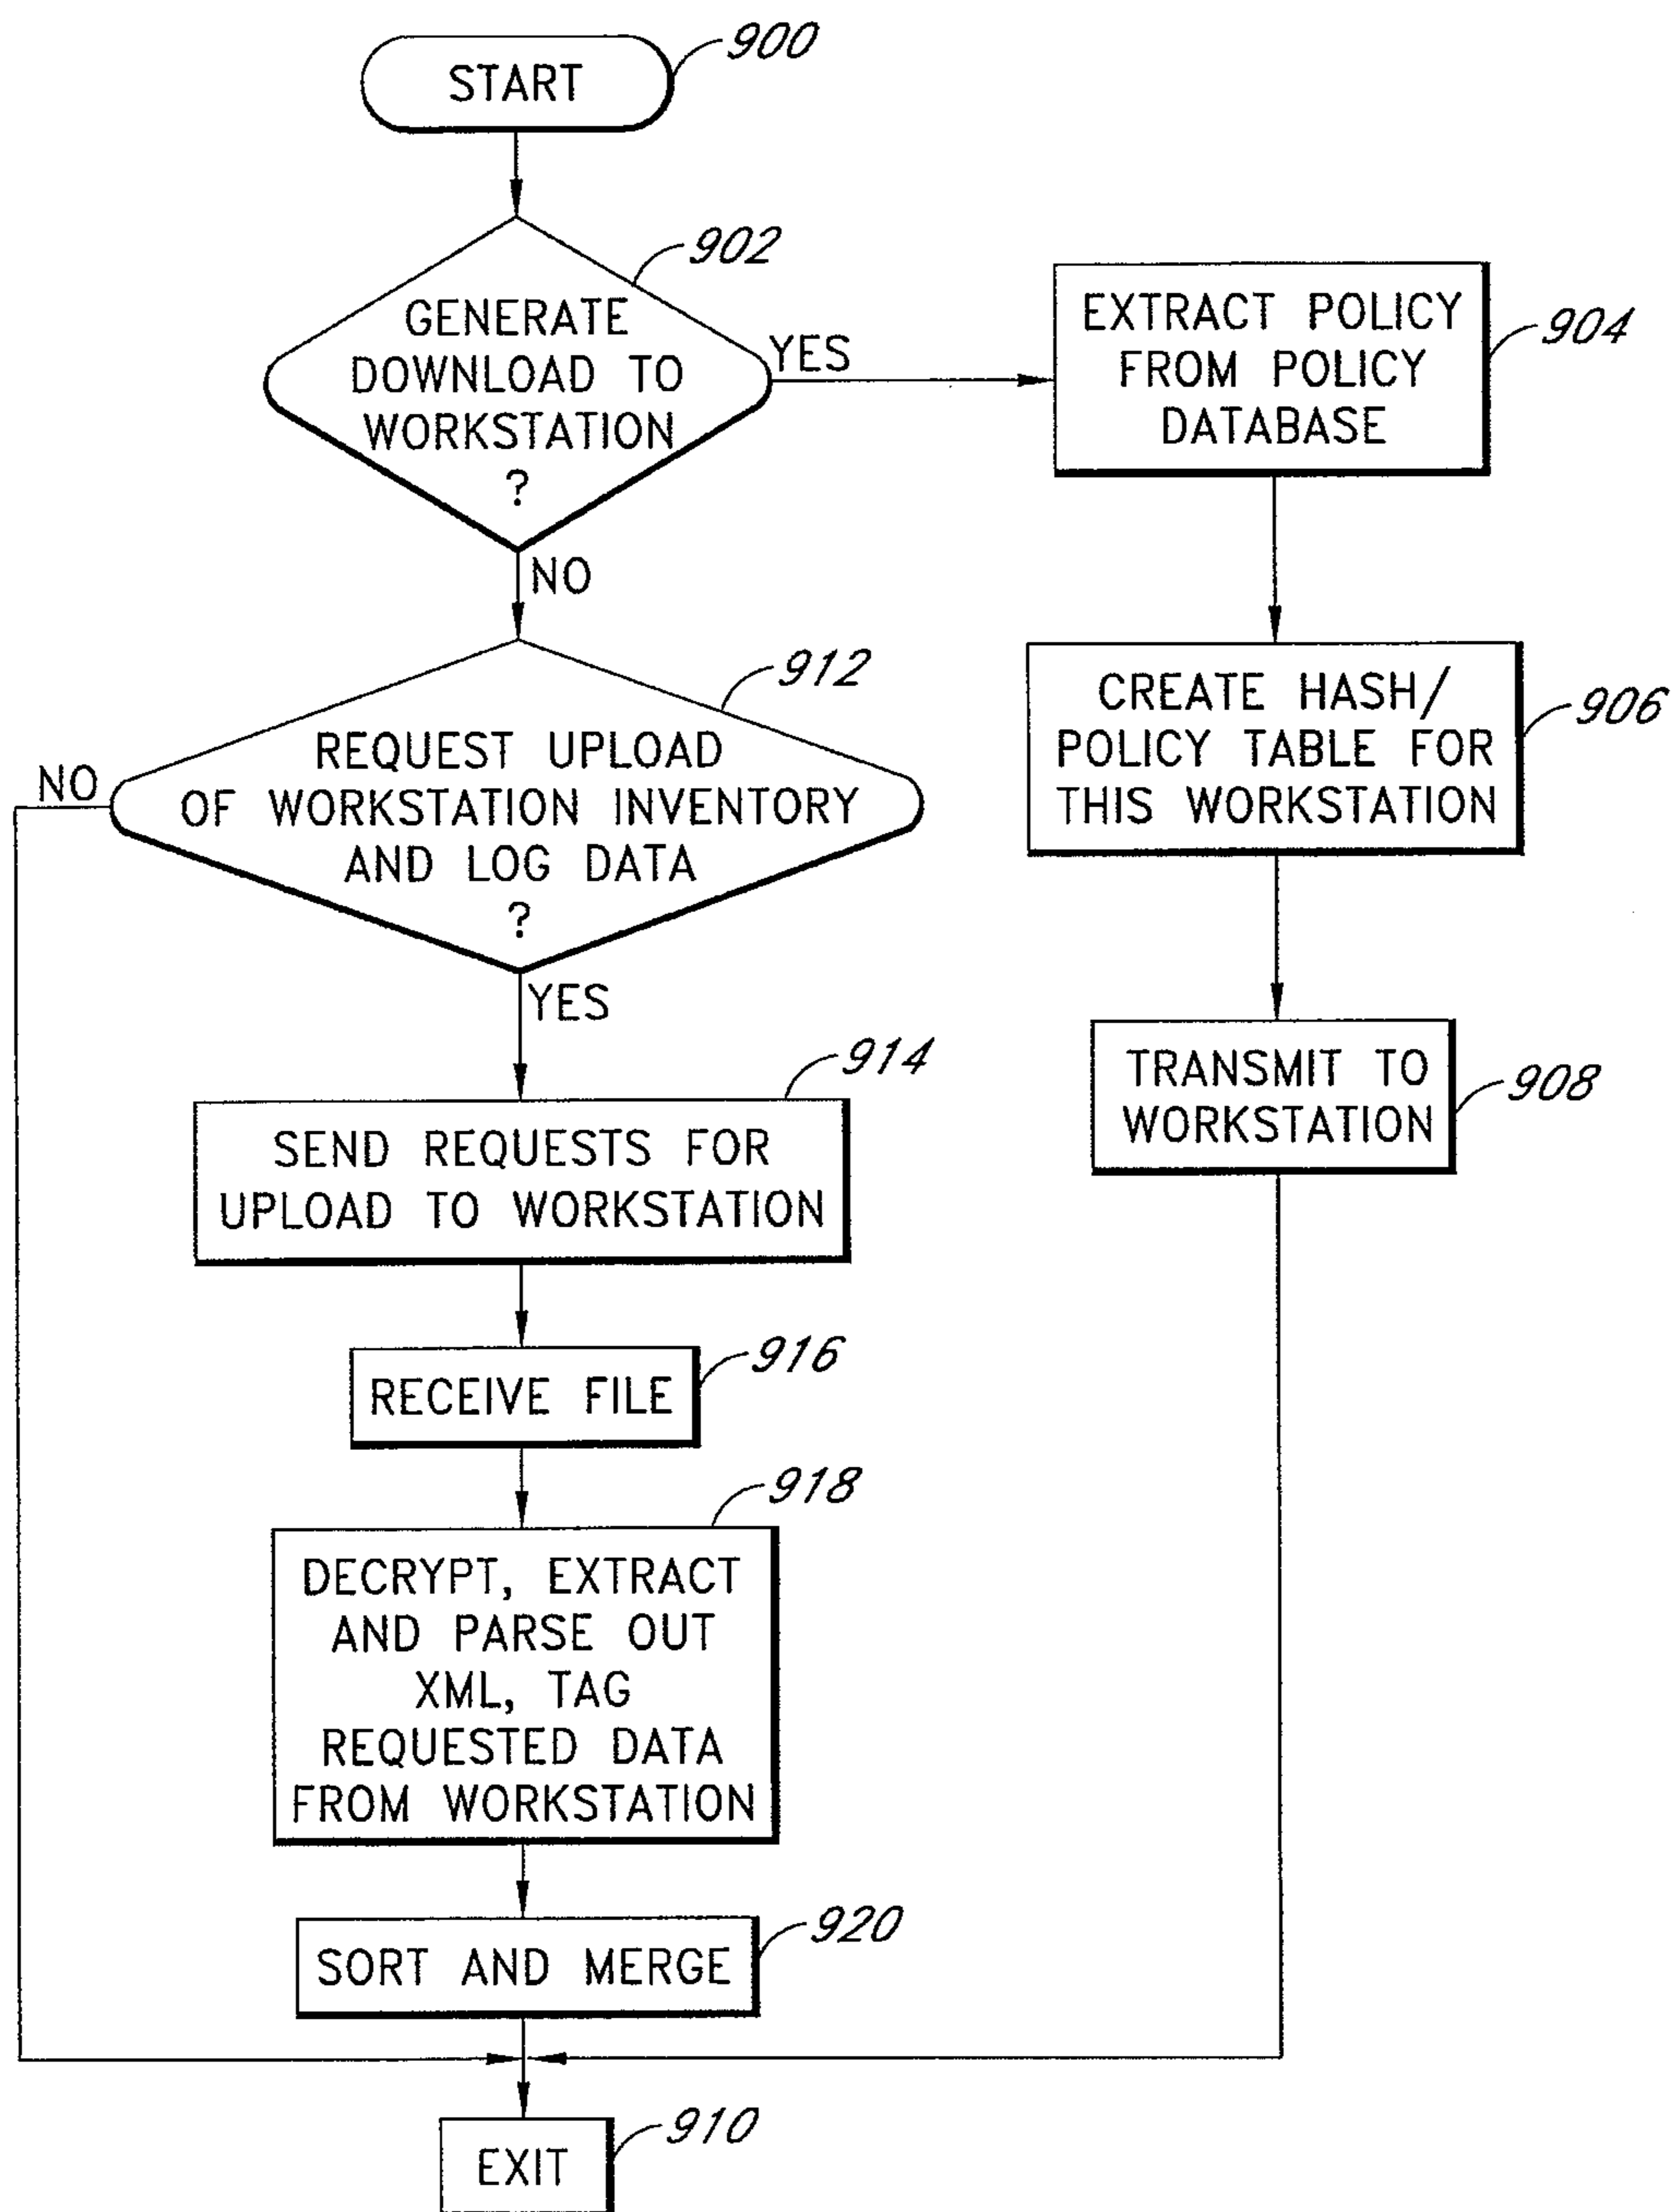 START
900
GENERATE
DOWNLOAD TO
WORKSTATION
?
902
YES
NO
EXTRACT POLICY
FROM POLICY
DATABASE
904
CREATE HASH/
POLICY TABLE FOR
THIS WORKSTATION
906
TRANSMIT TO
WORKSTATION
908
REQUEST UPLOAD
OF WORKSTATION INVENTORY
AND LOG DATA
?
912
NO
YES
SEND REQUESTS FOR
UPLOAD TO WORKSTATION
914
RECEIVE FILE
916
DECRYPT, EXTRACT
AND PARSE OUT
XML, TAG
REQUESTED DATA
FROM WORKSTATION
918
SORT AND MERGE
920
EXIT
910